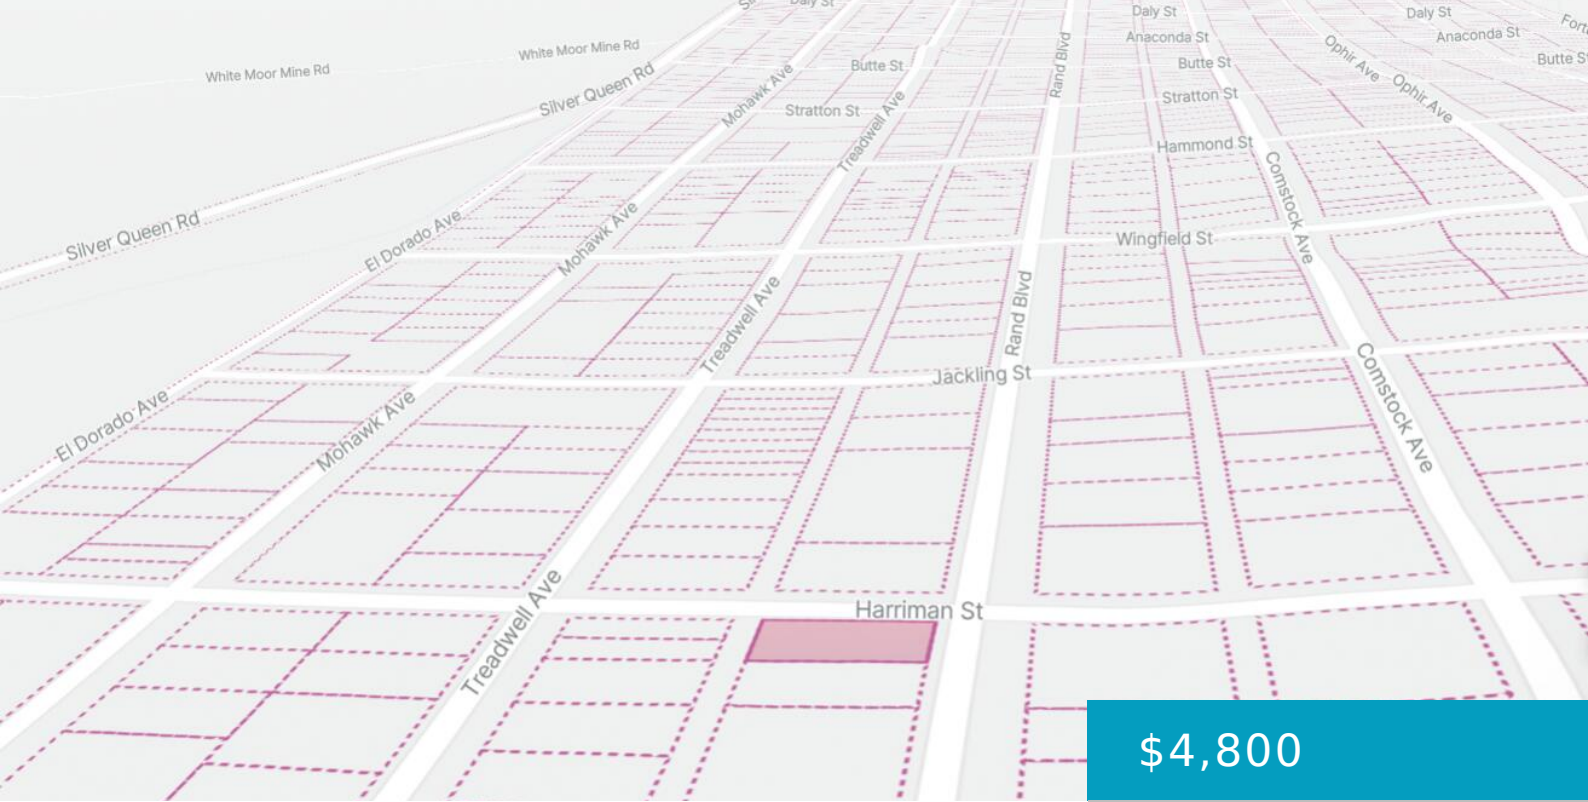 Daly St
Daly St
Daly St
White Moor Mine Rd
White Moor Mine Rd
Silver Queen Rd
Silver Queen Rd
Mohawk Ave
Butte St
Stratton St
Treadwell Ave
Rand Blvd
Anaconda St
Butte St
Stratton St
Hammond St
Ophir Ave
Ophir Ave
Anaconda St
Comstock Ave
Wingfield St
El Dorado Ave
Mohawk Ave
Treadwell Ave
Rand Blvd
Jackling St
Comstock Ave
El Dorado Ave
Mohawk Ave
Harriman St
Treadwell Ave
$4,800